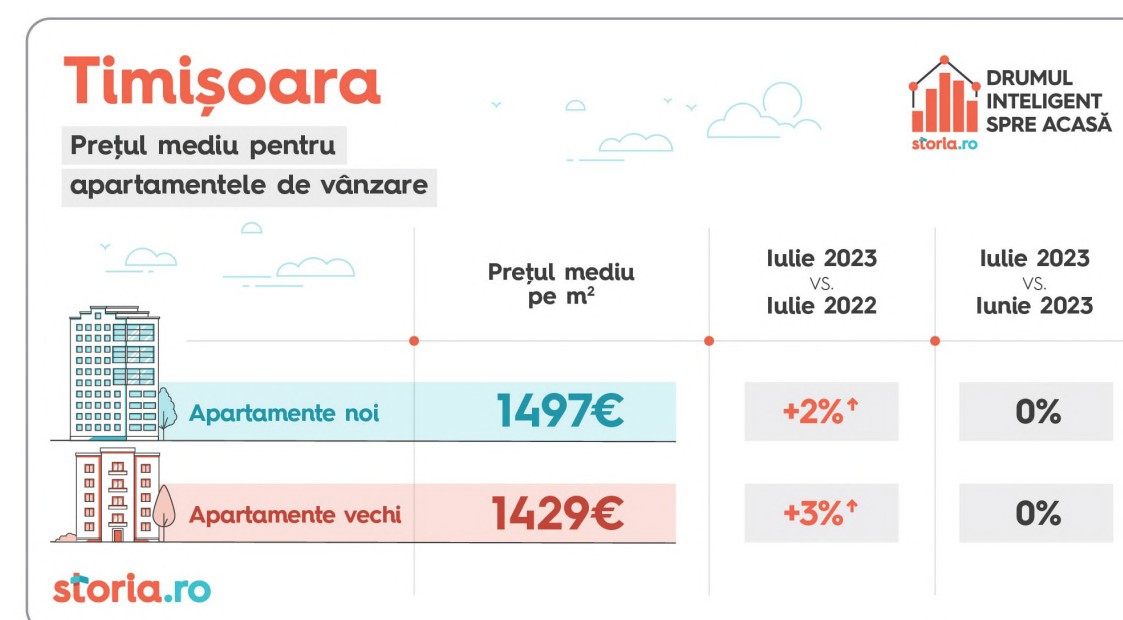 Timișoara
Prețul mediu pentru
apartamentele de vânzare
DRUMUL
INTELIGENT
SPRE ACASĂ
storia.ro
Prețul mediu
pe m²
Iulie 2023
VS.
Iulie 2022
Iulie 2023
VS.
Iunie 2023
Apartamente noi
1497€
+2%↑
0%
Apartamente vechi
1429€
+3%↑
0%
storia.ro